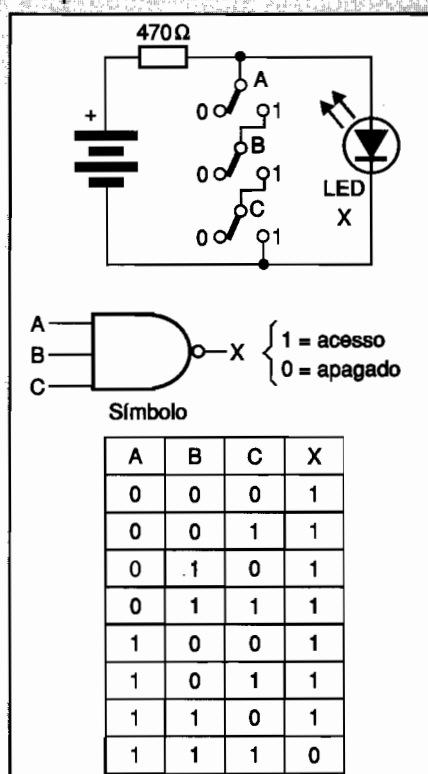 470Ω
A
0 1
+
B
0 1
LED
C
X
0 1
A
B X { 1 = acesso
0 = apagado
C
Símbolo
A B C X
0 0 0 1
0 0 1 1
0 1 0 1
0 1 1 1
1 0 0 1
1 0 1 1
1 1 0 1
1 1 1 0